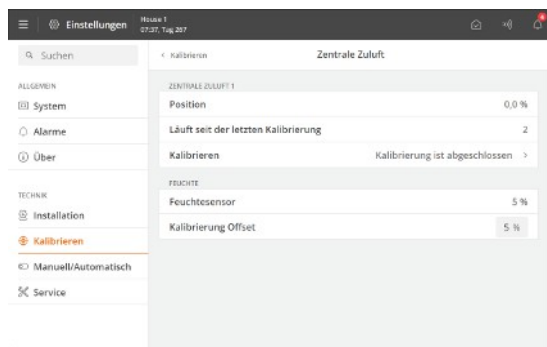 Einstellungen
House 1
07:37, Tag 287
Suchen
< Kalibrieren
Zentrale Zuluft
ALLGEMEIN
System
Alarme
Über
TECHNIK
Installation
Kalibrieren
Manuell/Automatisch
Service
ZENTRALE ZULUFT 1
Position 0,0 %
Läuft seit der letzten Kalibrierung 2
Kalibrieren Kalibrierung ist abgeschlossen >
FEUCHTE
Feuchtesensor 5 %
Kalibrierung Offset 5 %